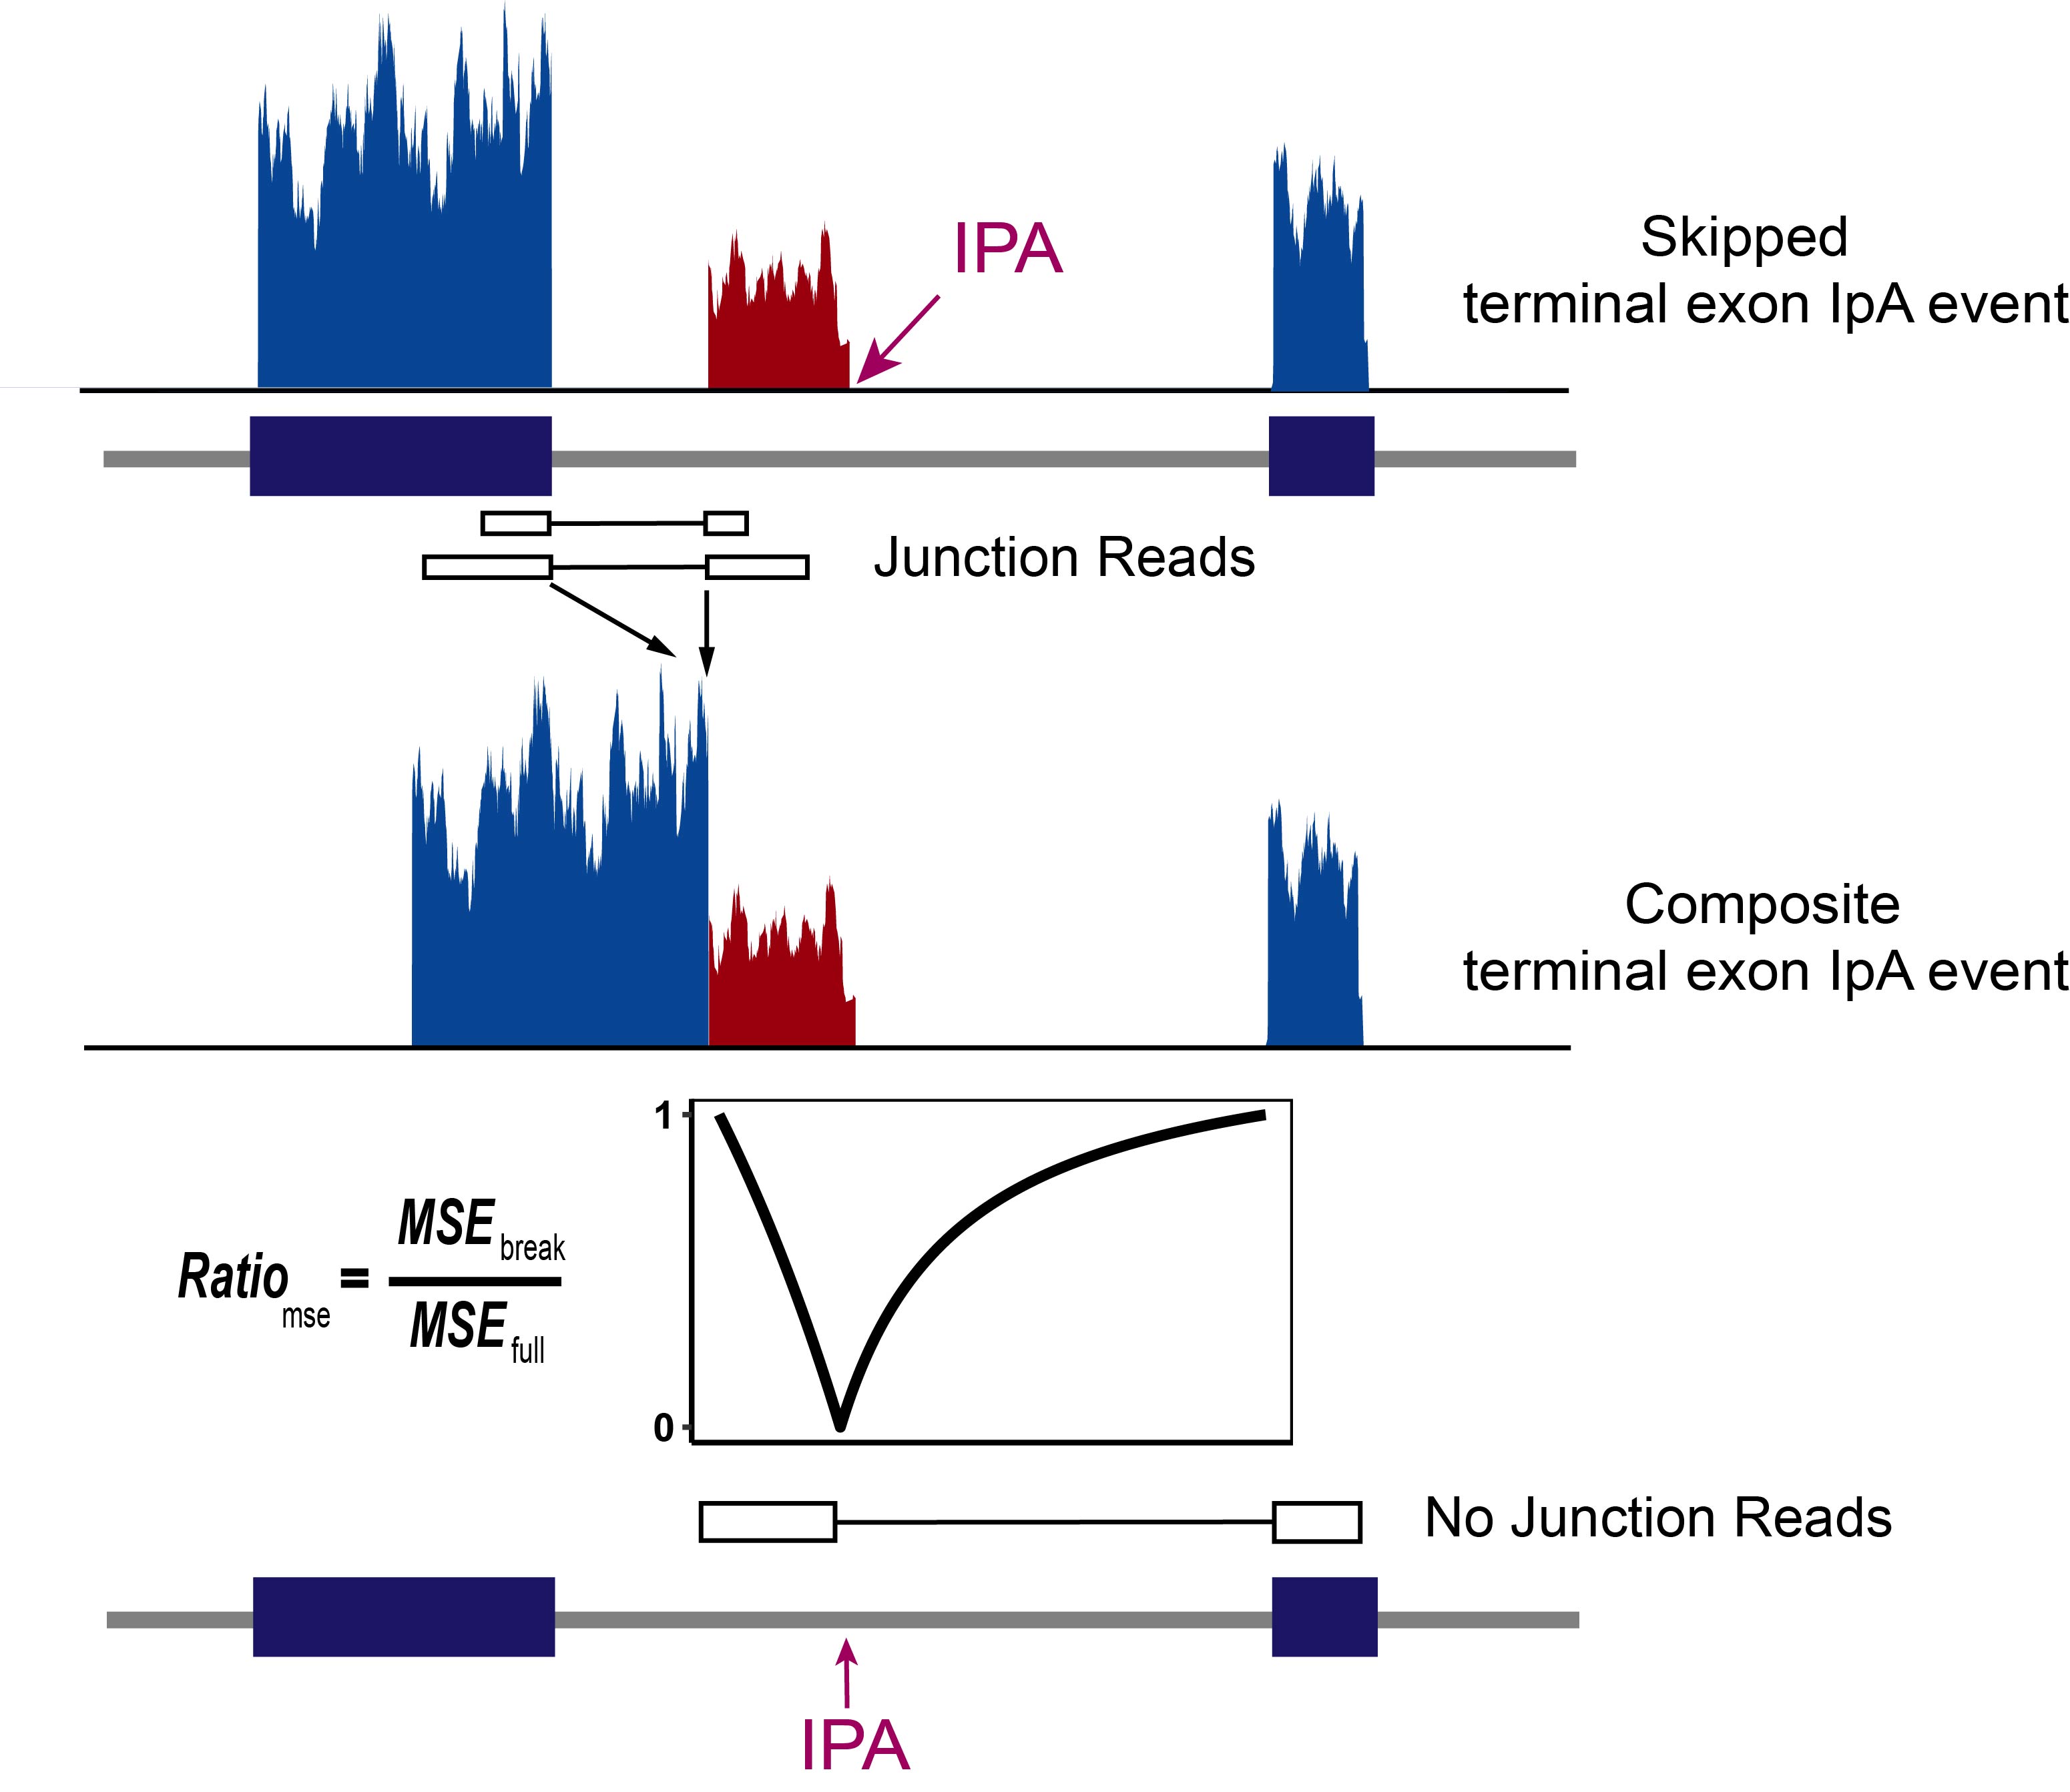 IPA
Skipped
terminal exon IpA event
Junction Reads
Composite
terminal exon IpA event
1
0
Ratio mse = MSE break
MSE full
No Junction Reads
IPA